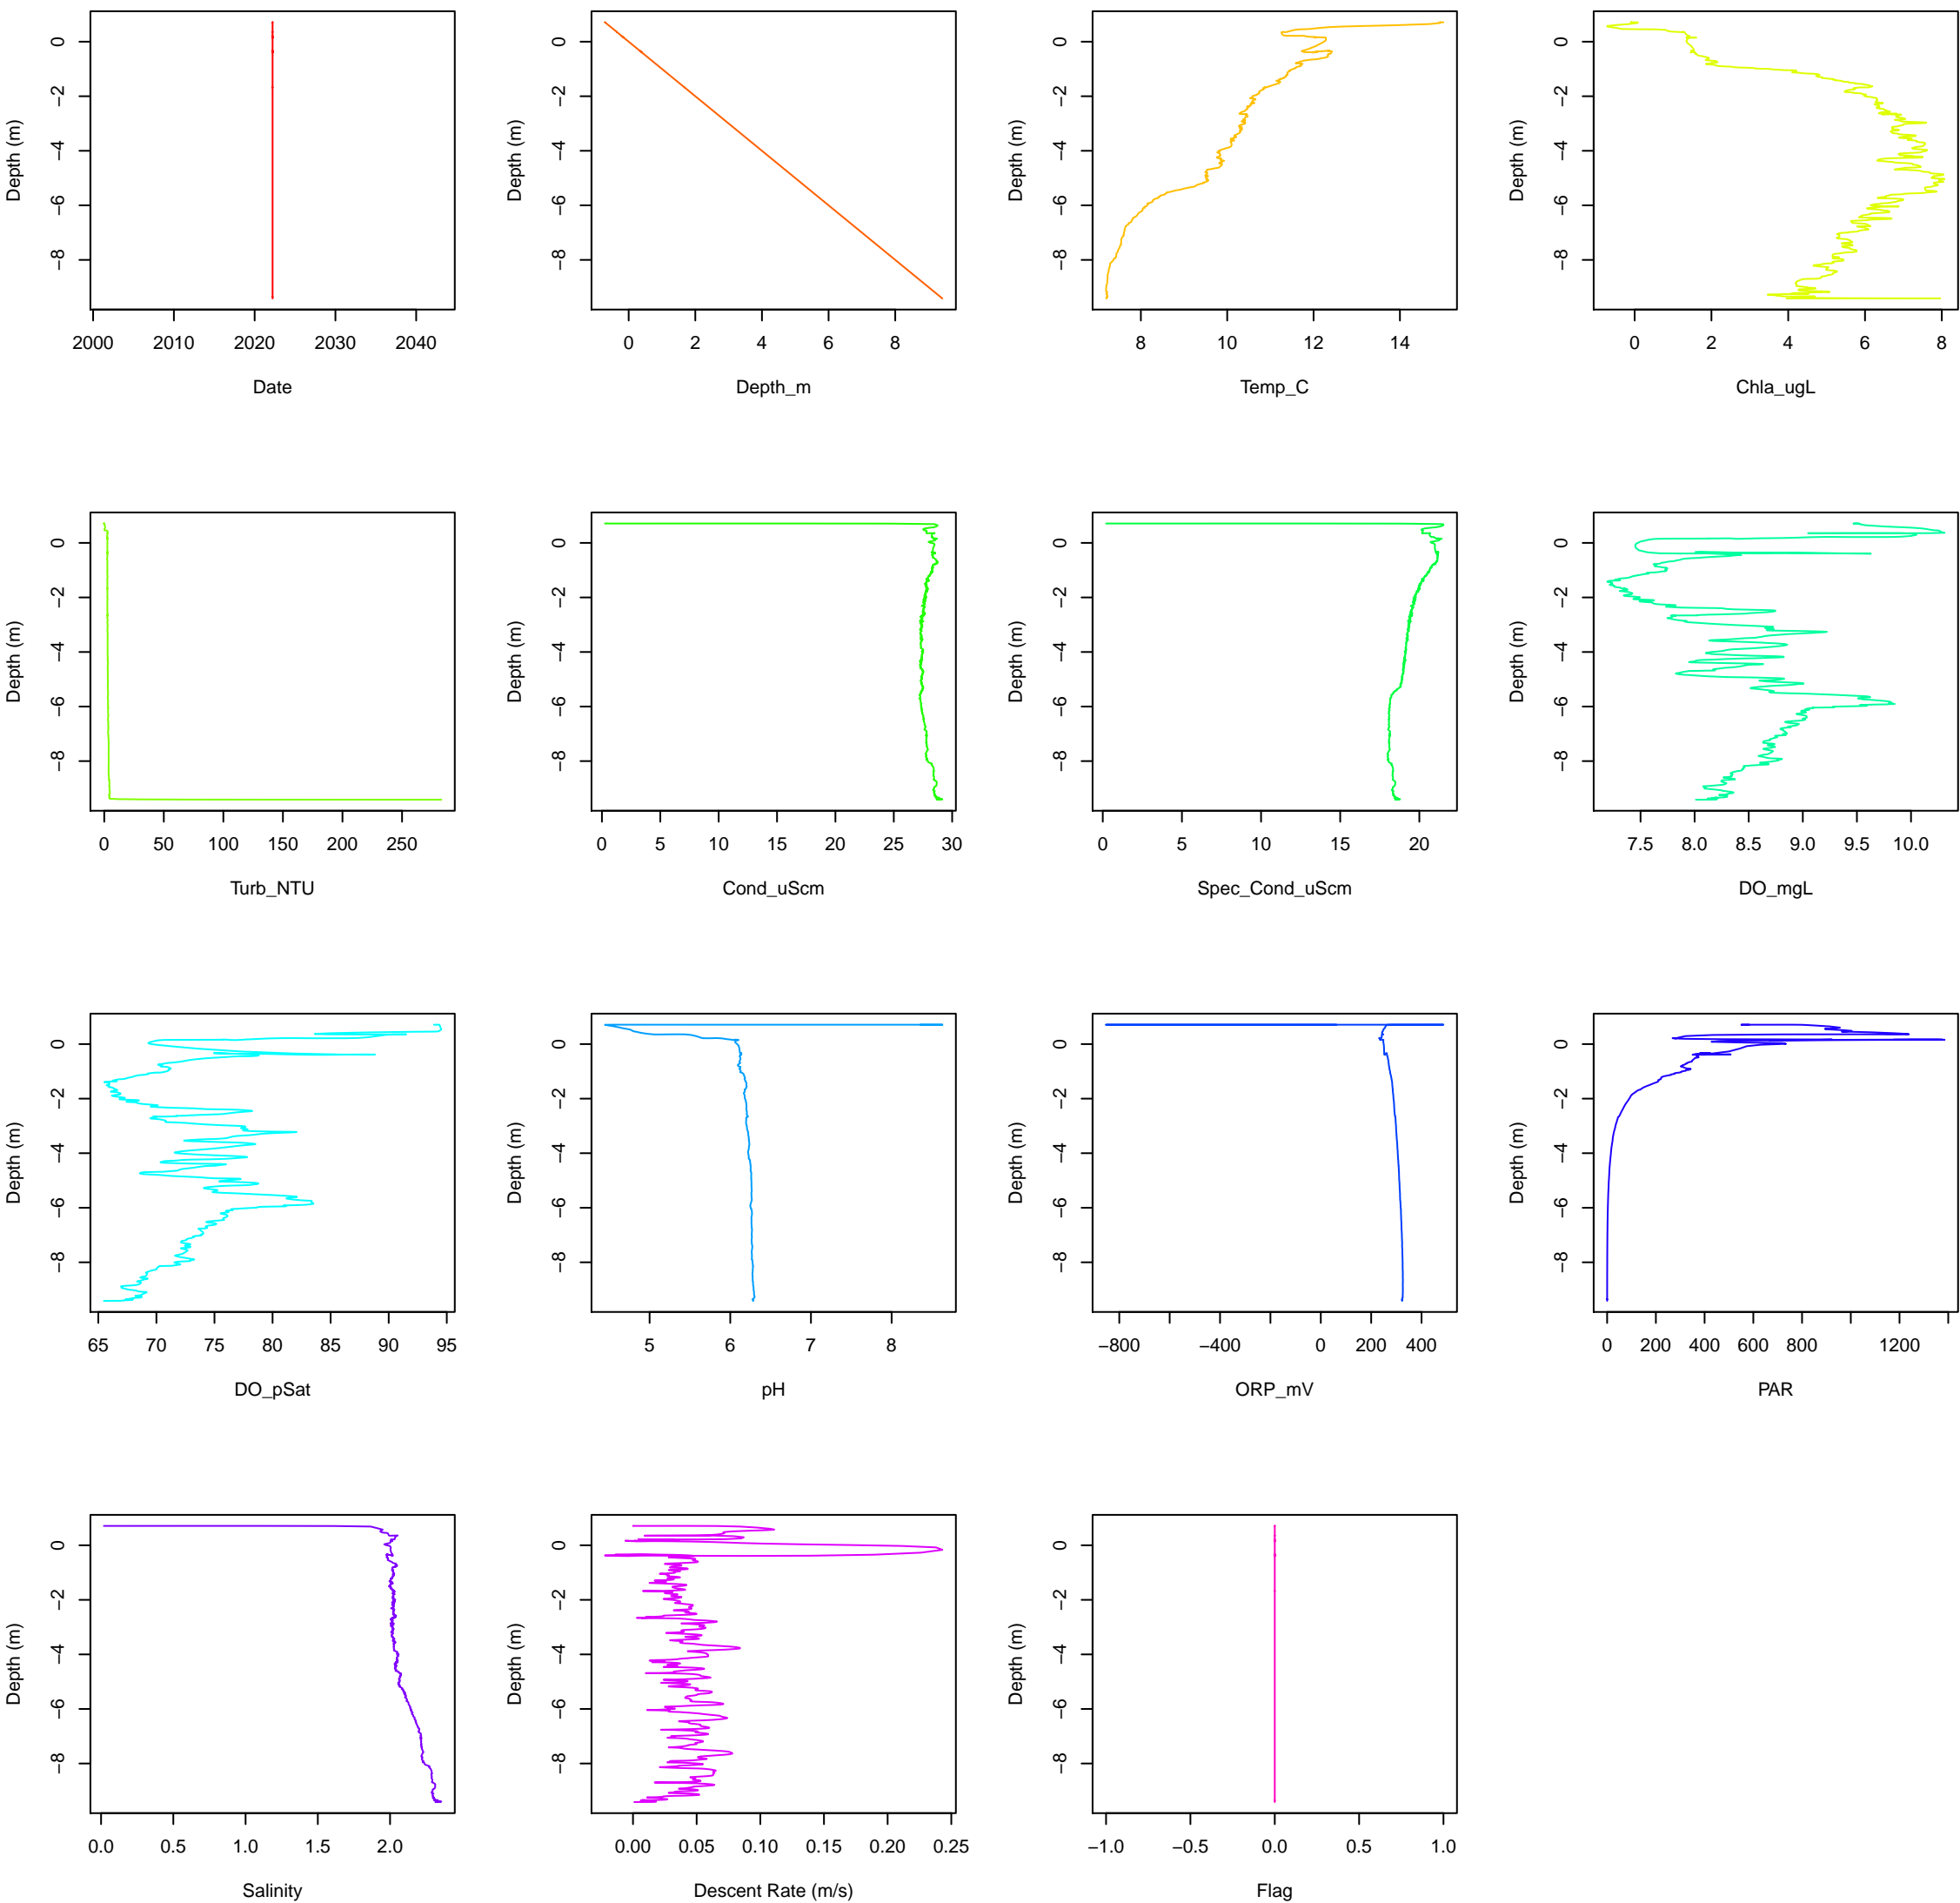 0 −2 −4 −6 −8
Depth (m)
2000 2010 2020 2030 2040
Date
0 −2 −4 −6 −8
Depth (m)
0 2 4 6 8
Depth_m
0 −2 −4 −6 −8
Depth (m)
8 10 12 14
Temp_C
0 −2 −4 −6 −8
Depth (m)
0 2 4 6 8
Chla_ugL
0 −2 −4 −6 −8
Depth (m)
0 50 100 150 200 250
Turb_NTU
0 −2 −4 −6 −8
Depth (m)
0 5 10 15 20 25 30
Cond_uScm
0 −2 −4 −6 −8
Depth (m)
0 5 10 15 20
Spec_Cond_uScm
0 −2 −4 −6 −8
Depth (m)
7.5 8.0 8.5 9.0 9.5 10.0
DO_mgL
0 −2 −4 −6 −8
Depth (m)
65 70 75 80 85 90 95
DO_pSat
0 −2 −4 −6 −8
Depth (m)
5 6 7 8
pH
0 −2 −4 −6 −8
Depth (m)
−800 −400 0 200 400
ORP_mV
0 −2 −4 −6 −8
Depth (m)
0 200 400 600 800 1200
PAR
0 −2 −4 −6 −8
Depth (m)
0.0 0.5 1.0 1.5 2.0
Salinity
0 −2 −4 −6 −8
Depth (m)
0.00 0.05 0.10 0.15 0.20 0.25
Descent Rate (m/s)
0 −2 −4 −6 −8
Depth (m)
−1.0 −0.5 0.0 0.5 1.0
Flag